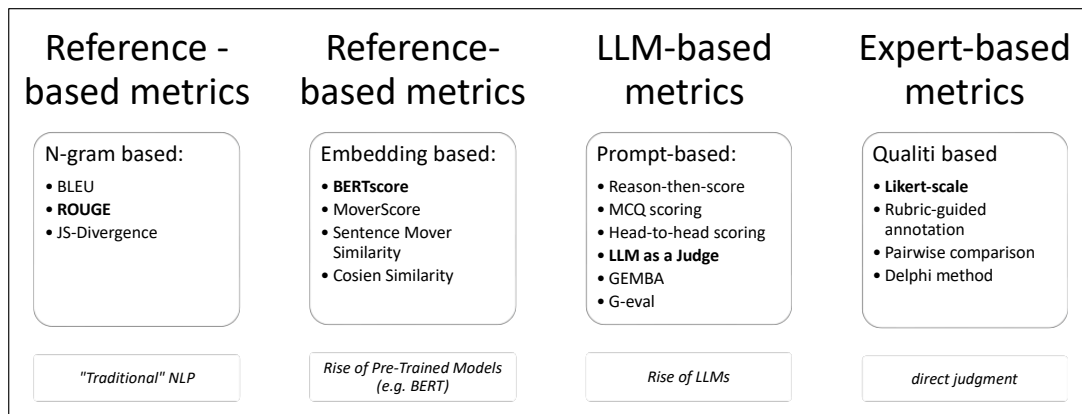 Reference -
based metrics
N-gram based:
• BLEU
• ROUGE
• JS-Divergence
"Traditional" NLP
Reference-
based metrics
Embedding based:
• BERTscore
• MoverScore
• Sentence Mover
Similarity
• Cosien Similarity
Rise of Pre-Trained Models
(e.g. BERT)
LLM-based
metrics
Prompt-based:
• Reason-then-score
• MCQ scoring
• Head-to-head scoring
• LLM as a Judge
• GEMBA
• G-eval
Rise of LLMs
Expert-based
metrics
Qualiti based
• Likert-scale
• Rubric-guided
annotation
• Pairwise comparison
• Delphi method
direct judgment